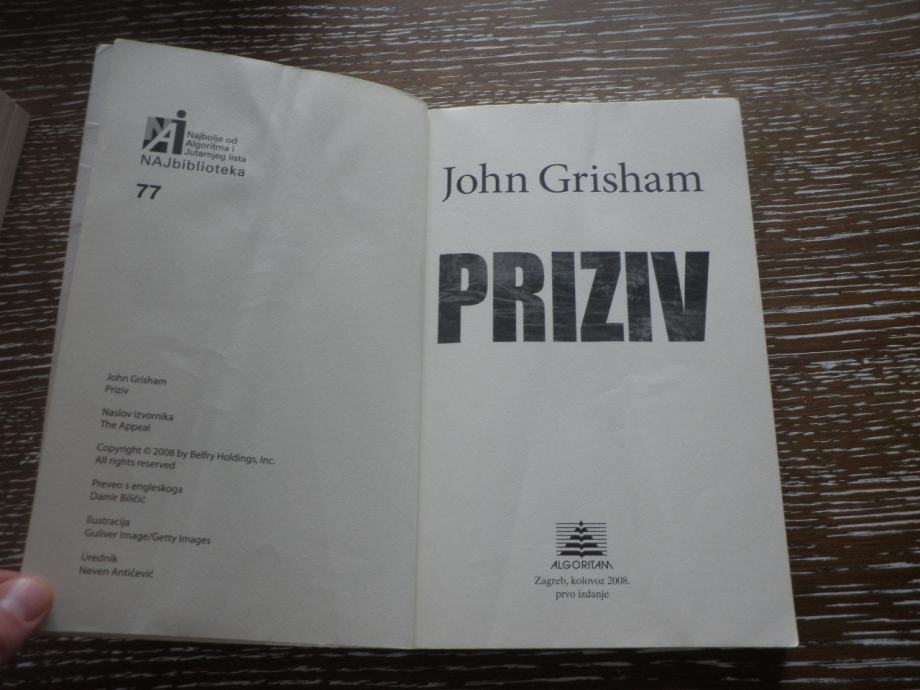 NAJ
Najbolje od
Algoritma i
Jutarnjeg lista
NAJbiblioteka
77
John Grisham
Priziv
Naslov izvornika
The Appeal
Copyright © 2008 by Belfry Holdings, Inc.
All rights reserved
Preveo s engleskoga
Damir Biličić
Ilustracija
Guliver Image/Getty Images
Urednik
Neven Antičević
John Grisham
PRIZIV
ALGORITAM
Zagreb, kolovoz 2008.
prvo izdanje